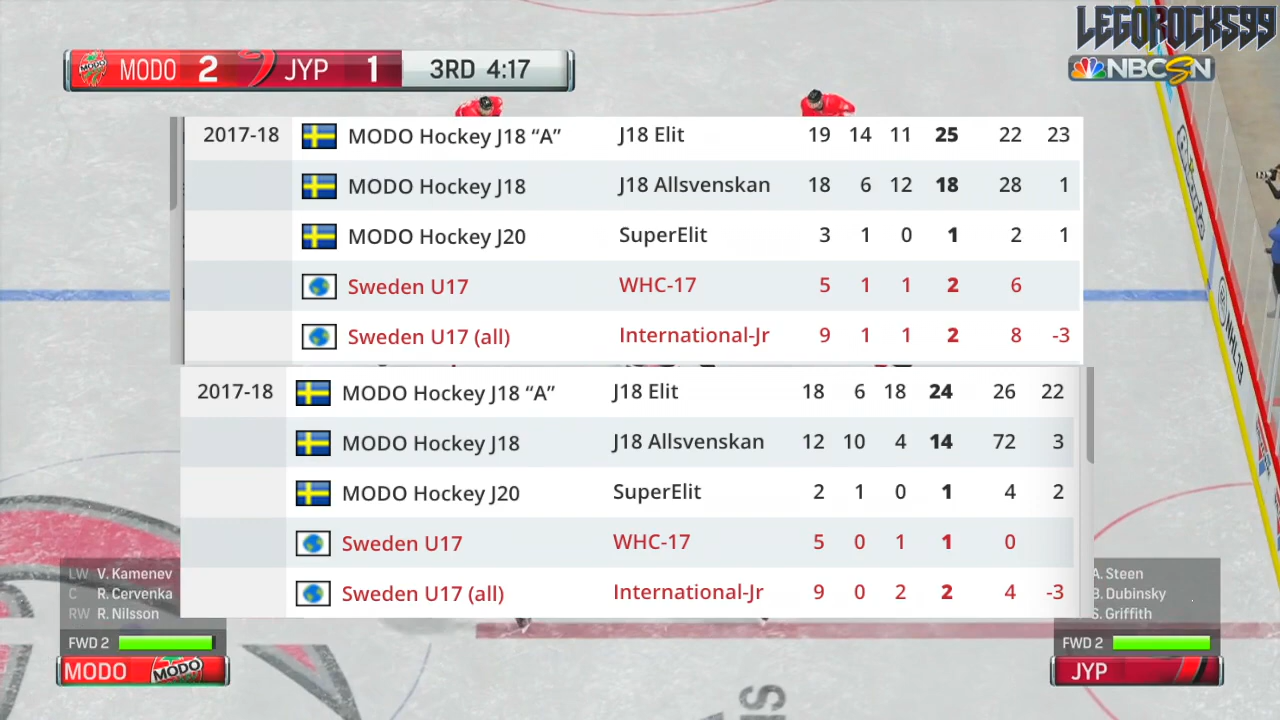 LEGOROCKS99
NBCSN
MODO 2 JYP 1 3RD 4:17
2017-18 MODO Hockey J18 “A” J18 Elit 19 14 11 25 22 23
MODO Hockey J18 J18 Allsvenskan 18 6 12 18 28 1
MODO Hockey J20 SuperElit 3 1 0 1 2 1
Sweden U17 WHC-17 5 1 1 2 6
Sweden U17 (all) International-Jr 9 1 1 2 8 -3
2017-18 MODO Hockey J18 “A” J18 Elit 18 6 18 24 26 22
MODO Hockey J18 J18 Allsvenskan 12 10 4 14 72 3
MODO Hockey J20 SuperElit 2 1 0 1 4 2
Sweden U17 WHC-17 5 0 1 1 0
Sweden U17 (all) International-Jr 9 0 2 2 4 -3
LW V. Kamenev
C R. Cervenka
RW R. Nilsson
FWD 2
MODO MODO
A. Steen
B. Dubinsky
S. Griffith
FWD 2
JYP